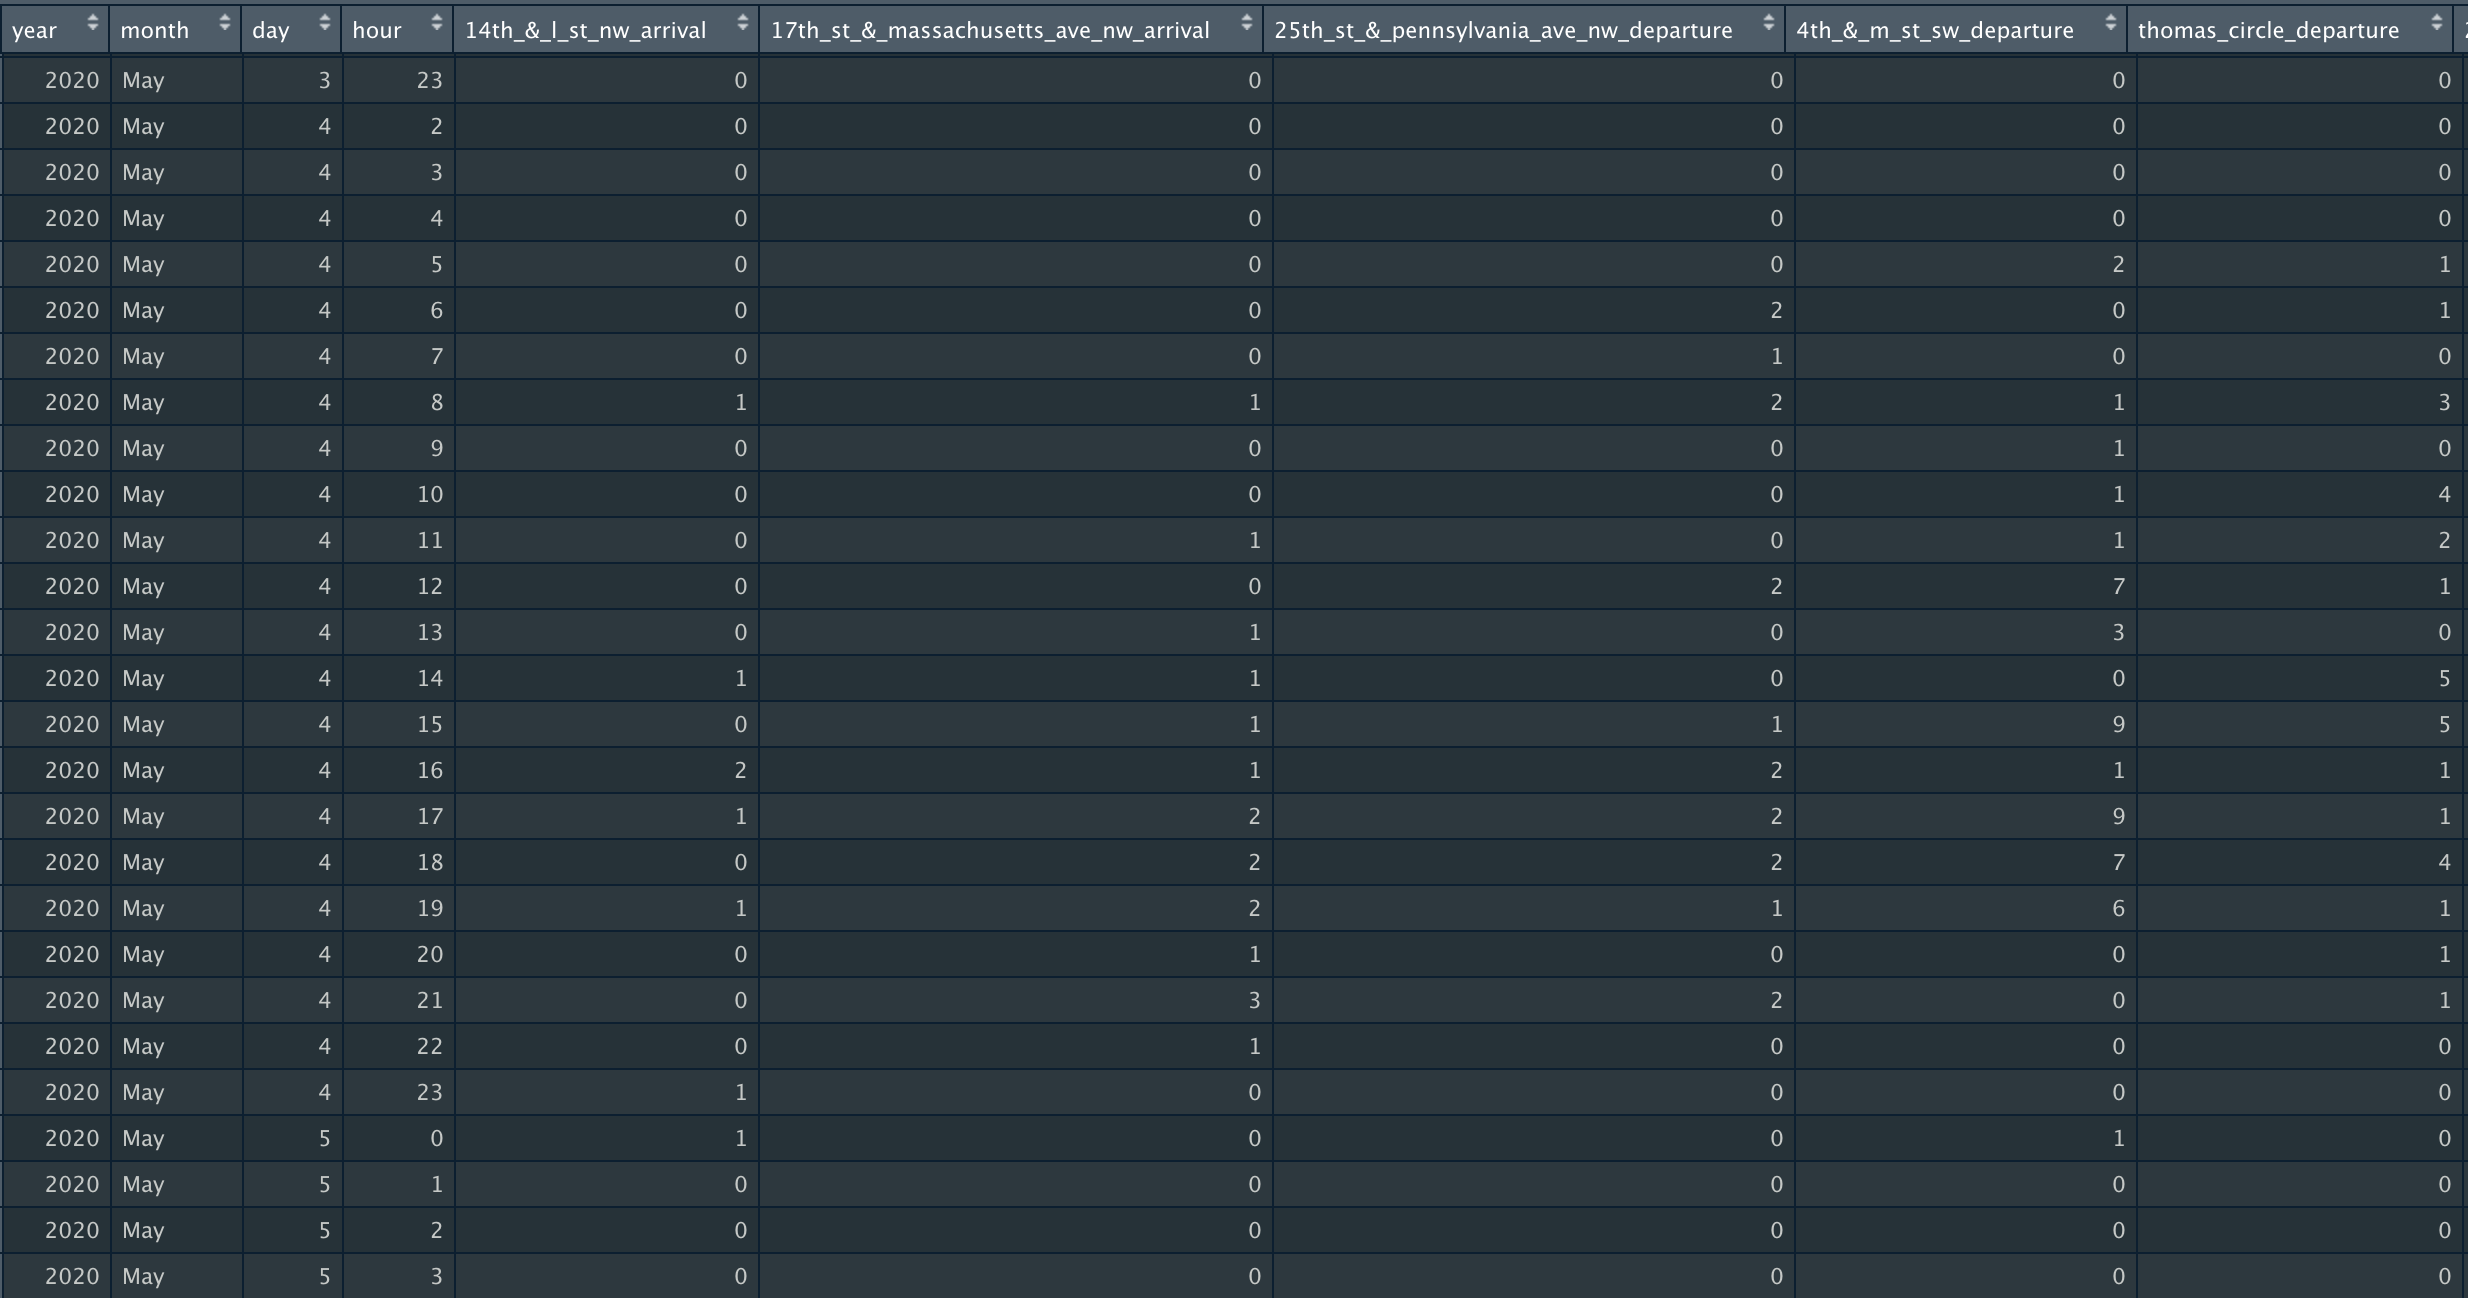 year month day hour 14th_&_l_st_nw_arrival 17th_st_&_massachusetts_ave_nw_arrival 25th_st_&_pennsylvania_ave_nw_departure 4th_&_m_st_sw_departure thomas_circle_departure
2020 May 3 23 0 0 0 0 0
2020 May 4 2 0 0 0 0 0
2020 May 4 3 0 0 0 0 0
2020 May 4 4 0 0 0 0 0
2020 May 4 5 0 0 0 2 1
2020 May 4 6 0 0 2 0 1
2020 May 4 7 0 0 1 0 0
2020 May 4 8 1 1 2 1 3
2020 May 4 9 0 0 0 1 0
2020 May 4 10 0 0 0 1 4
2020 May 4 11 0 1 0 1 2
2020 May 4 12 0 0 2 7 1
2020 May 4 13 0 1 0 3 0
2020 May 4 14 1 1 0 0 5
2020 May 4 15 0 1 1 9 5
2020 May 4 16 2 1 2 1 1
2020 May 4 17 1 2 2 9 1
2020 May 4 18 0 2 2 7 4
2020 May 4 19 1 2 1 6 1
2020 May 4 20 0 1 0 0 1
2020 May 4 21 0 3 2 0 1
2020 May 4 22 0 1 0 0 0
2020 May 4 23 1 0 0 0 0
2020 May 5 0 1 0 0 1 0
2020 May 5 1 0 0 0 0 0
2020 May 5 2 0 0 0 0 0
2020 May 5 3 0 0 0 0 0